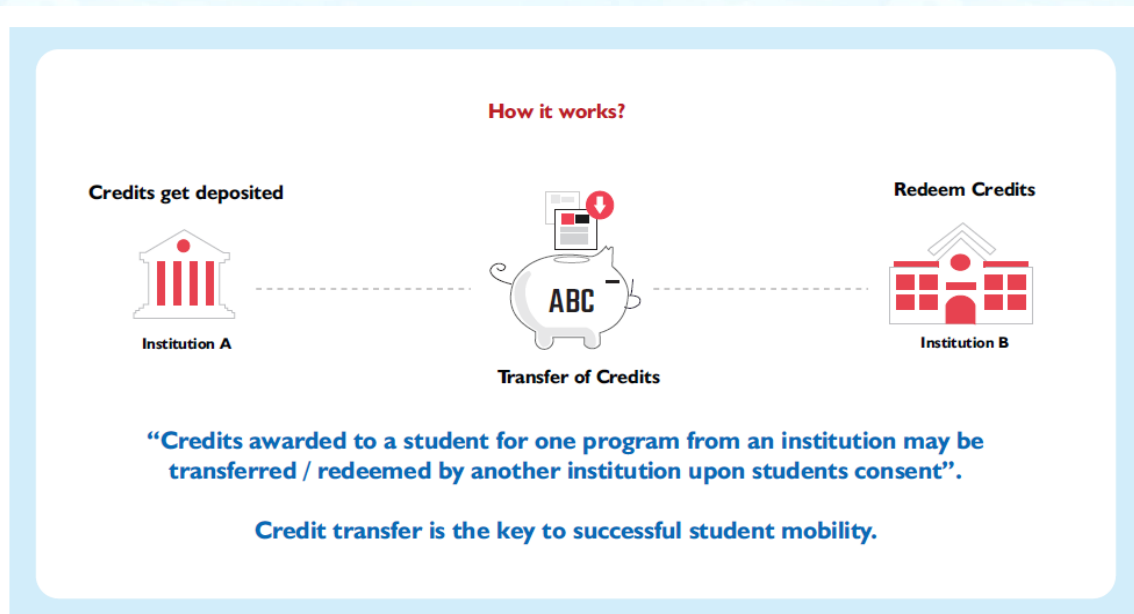 How it works?
Credits get deposited
Redeem Credits
ABC
Institution A
Institution B
Transfer of Credits
“Credits awarded to a student for one program from an institution may be
transferred / redeemed by another institution upon students consent”.
Credit transfer is the key to successful student mobility.